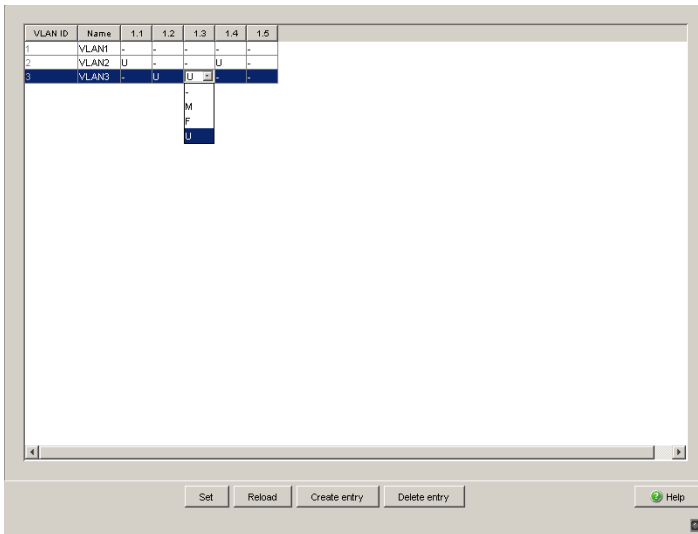 VLAN ID Name 1.1 1.2 1.3 1.4 1.5
1 VLAN1 - - - - -
2 VLAN2 U - - U -
3 VLAN3 - U U - -
-
M
F
U
Set Reload Create entry Delete entry Help